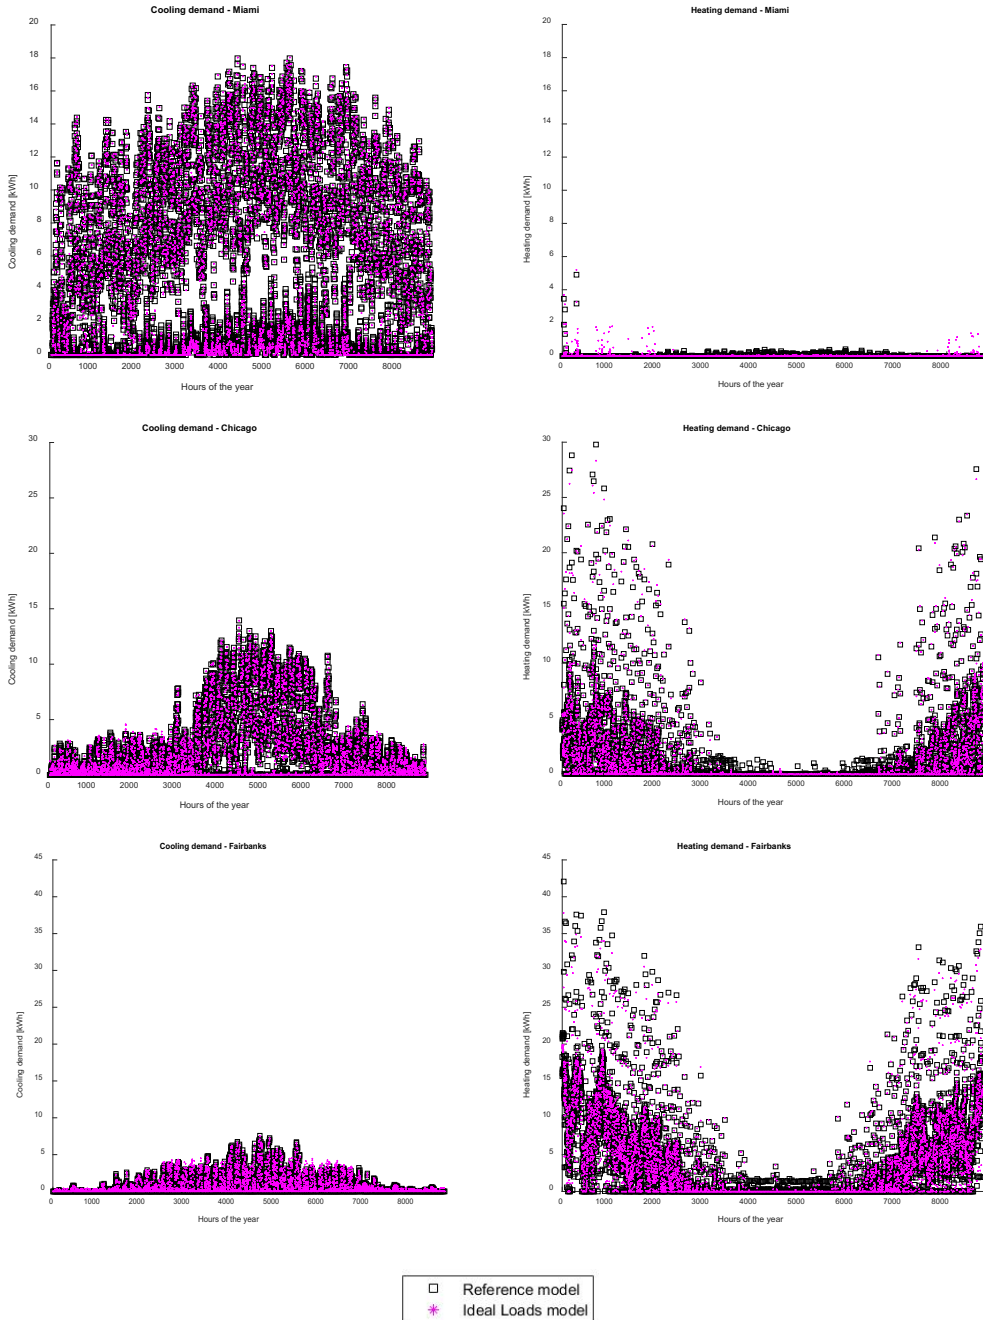 Cooling demand - Miami
20
18
16
14
12
10
8
6
4
2
0
Cooling demand [kWh]
0 1000 2000 3000 4000 5000 6000 7000 8000
Hours of the year
Heating demand - Miami
20
18
16
14
12
10
8
6
4
2
0
Heating demand [kWh]
0 1000 2000 3000 4000 5000 6000 7000 8000
Hours of the year
Cooling demand - Chicago
30
25
20
15
10
5
0
Cooling demand [kWh]
0 1000 2000 3000 4000 5000 6000 7000 8000
Hours of the year
Heating demand - Chicago
30
25
20
15
10
5
0
Heating demand [kWh]
0 1000 2000 3000 4000 5000 6000 7000 8000
Hours of the year
Cooling demand - Fairbanks
45
40
35
30
25
20
15
10
5
0
Cooling demand [kWh]
0 1000 2000 3000 4000 5000 6000 7000 8000
Hours of the year
Heating demand - Fairbanks
45
40
35
30
25
20
15
10
5
0
Heating demand [kWh]
0 1000 2000 3000 4000 5000 6000 7000 8000
Hours of the year
Reference model
Ideal Loads model